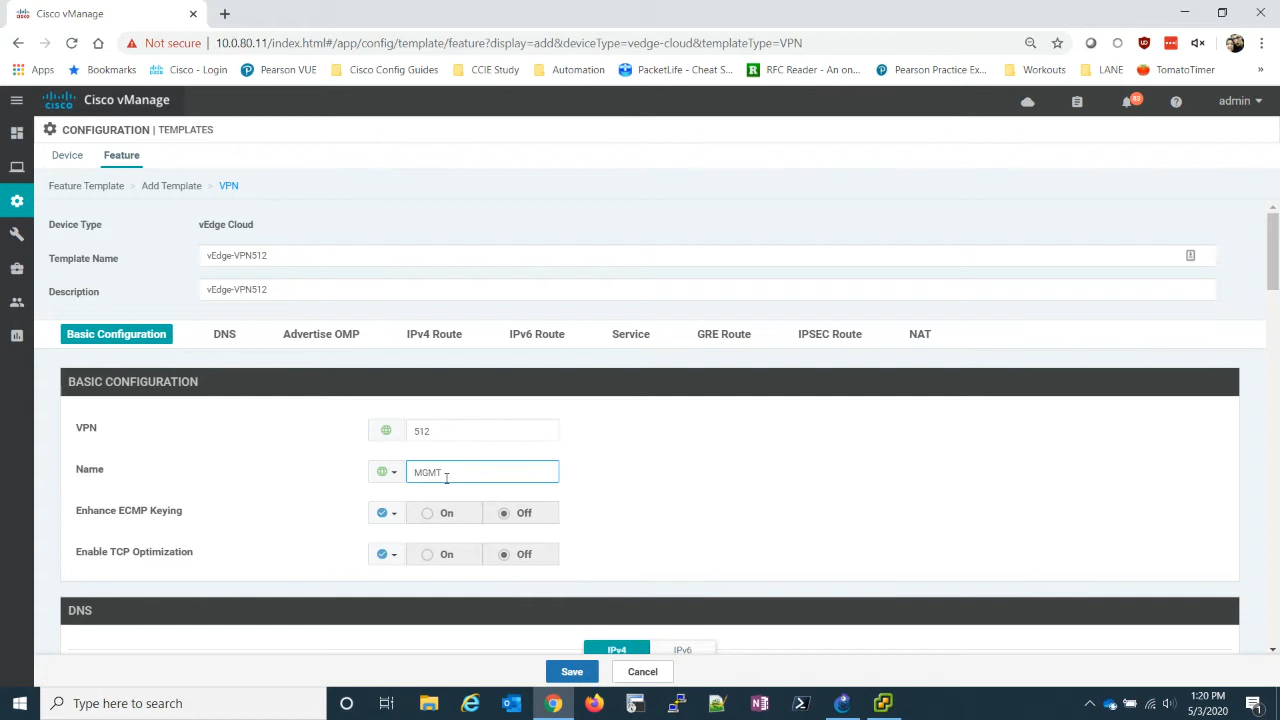 Cisco vManage
Not secure | 10.0.80.11/index.html#/app/config/template/feature?display=add&deviceType=vedge-cloud&templateType=VPN
Apps Bookmarks Cisco - Login Pearson VUE Cisco Config Guides CCIE Study Automation PacketLife - Cheat S... RFC Reader - An on... Pearson Practice Ex... Workouts LANE TomatoTimer »
CISCO Cisco vManage 83 admin
CONFIGURATION | TEMPLATES
Device Feature
Feature Template > Add Template > VPN
Device Type vEdge Cloud
Template Name vEdge-VPN512
Description vEdge-VPN512
Basic Configuration DNS Advertise OMP IPv4 Route IPv6 Route Service GRE Route IPSEC Route NAT
BASIC CONFIGURATION
VPN 512
Name MGMT
Enhance ECMP Keying On Off
Enable TCP Optimization On Off
DNS
IPv4 IPv6
Save Cancel
Type here to search
1:20 PM
5/3/2020